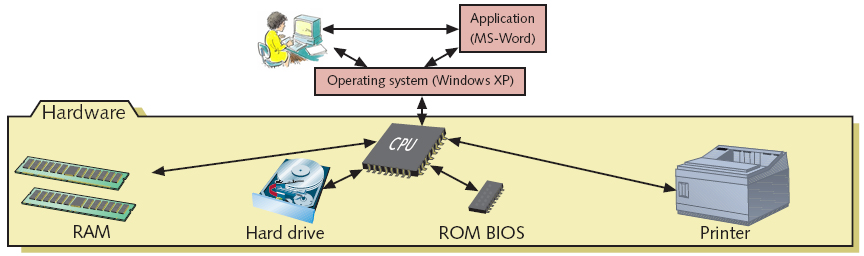 Application
(MS-Word)
Operating system (Windows XP)
Hardware
CPU
RAM
Hard drive
ROM BIOS
Printer